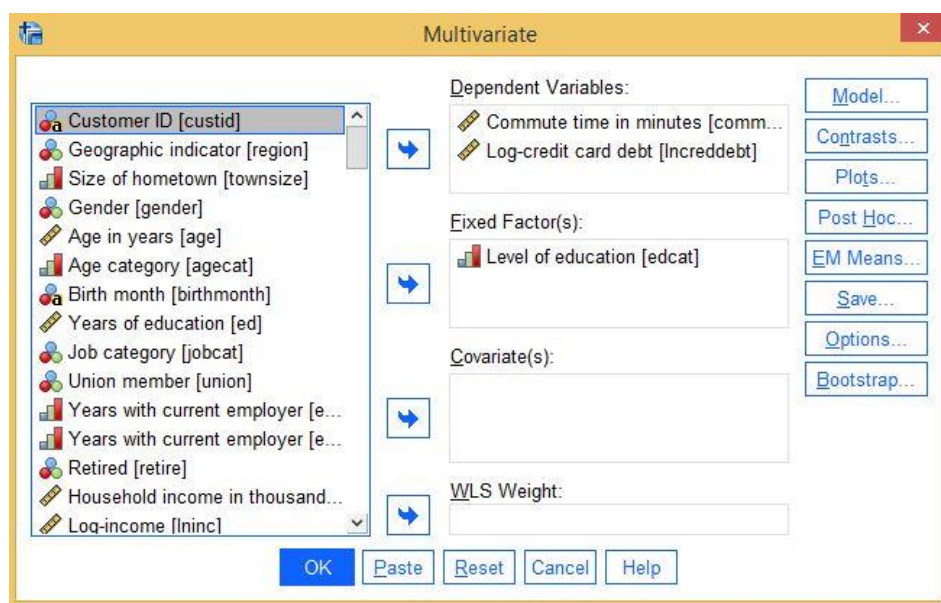 Multivariate
Customer ID [custid]
Geographic indicator [region]
Size of hometown [townsize]
Gender [gender]
Age in years [age]
Age category [agecat]
Birth month [birthmonth]
Years of education [ed]
Job category [jobcat]
Union member [union]
Years with current employer [e...
Years with current employer [e...
Retired [retire]
Household income in thousand...
Log-income [lninc]
Dependent Variables:
Commute time in minutes [comm...
Log-credit card debt [lncreddebt]
Fixed Factor(s):
Level of education [edcat]
Covariate(s):
WLS Weight:
Model...
Contrasts...
Plots...
Post Hoc...
EM Means...
Save...
Options...
Bootstrap...
OK
Paste
Reset
Cancel
Help